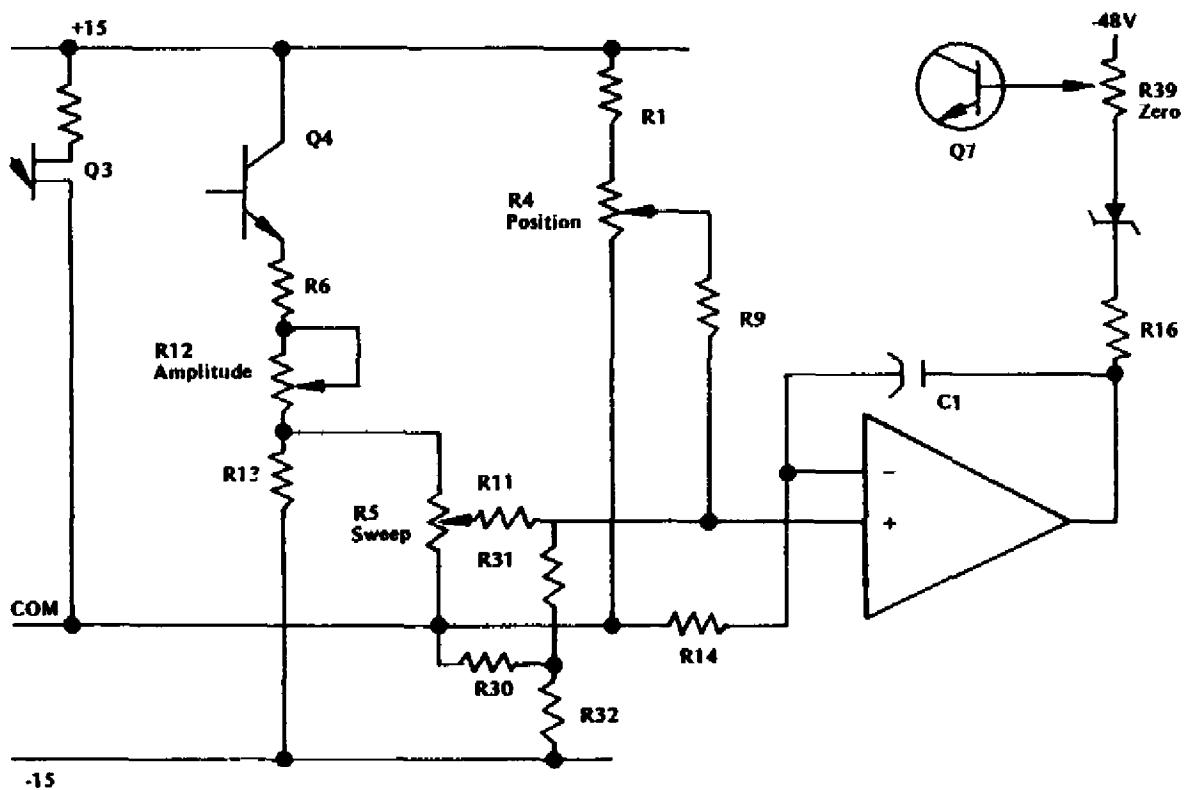 +15
-48V
R39
Zero
Q7
R1
Q4
Q3
R4
Position
R6
R9
R16
R12
Amplitude
C1
R13
R11
R5
Sweep
−
+
R31
COM
R14
R30
R32
-15